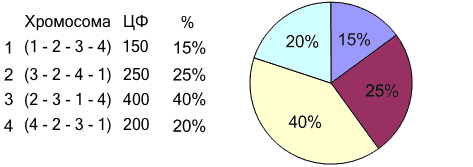 Хромосома ЦФ %
1 (1 - 2 - 3 - 4) 150 15%
2 (3 - 2 - 4 - 1) 250 25%
3 (2 - 3 - 1 - 4) 400 40%
4 (4 - 2 - 3 - 1) 200 20%
20% 15%
25%
40%